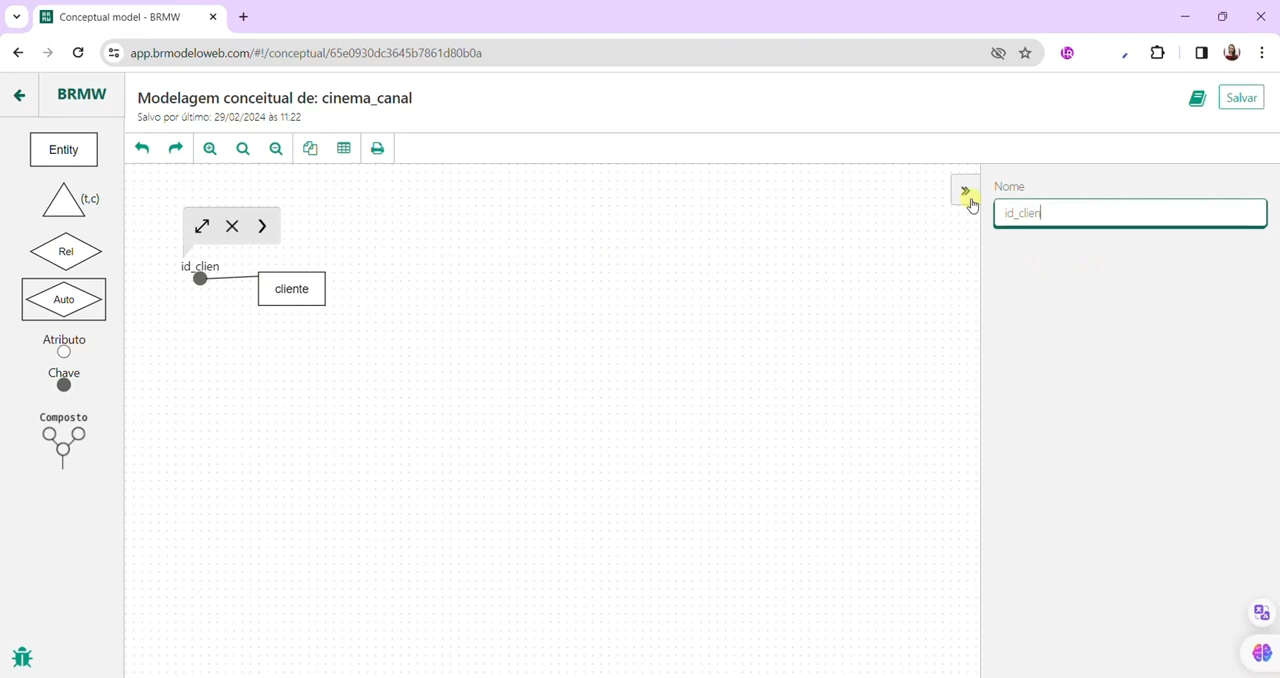 Conceptual model - BRMW
app.brmodeloweb.com/#!/conceptual/65e0930dc3645b7861d80b0a
BRMW
Modelagem conceitual de: cinema_canal
Salvo por último: 29/02/2024 às 11:22
Salvar
Entity
(t,c)
Rel
Auto
Atributo
Chave
Composto
id_clien
cliente
Nome
id_clien